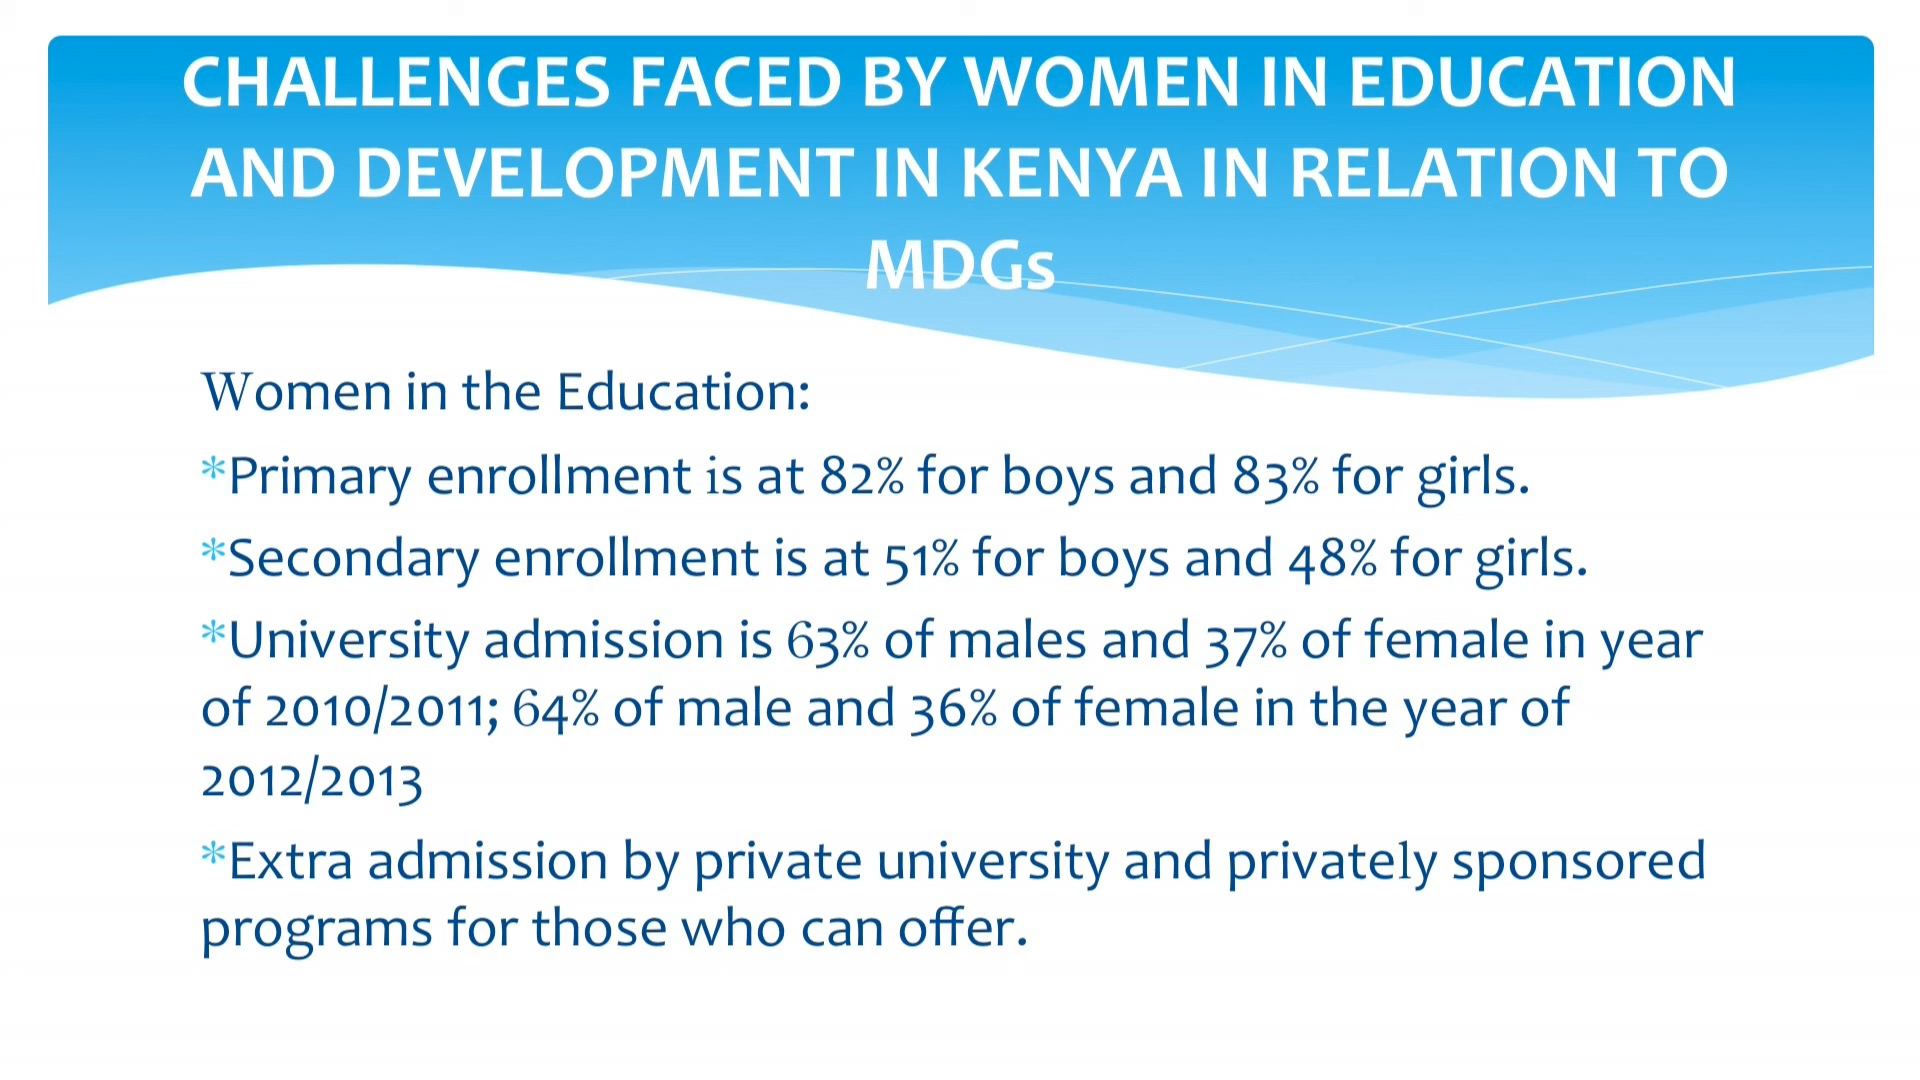 CHALLENGES FACED BY WOMEN IN EDUCATION
AND DEVELOPMENT IN KENYA IN RELATION TO
MDGs
Women in the Education:
*Primary enrollment is at 82% for boys and 83% for girls.
*Secondary enrollment is at 51% for boys and 48% for girls.
*University admission is 63% of males and 37% of female in year
of 2010/2011; 64% of male and 36% of female in the year of
2012/2013
*Extra admission by private university and privately sponsored
programs for those who can offer.